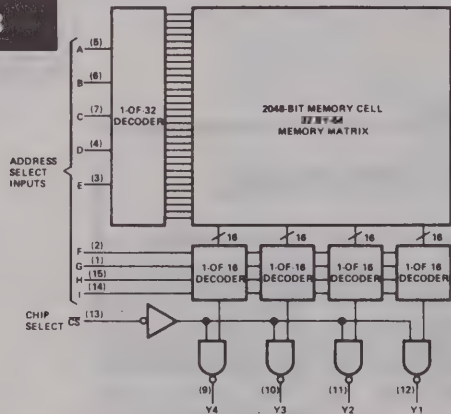 A (5)
B (6)
C (7)
D (4)
E (3)
ADDRESS
SELECT
INPUTS
1-OF-32
DECODER
2048-BIT MEMORY CELL
MEMORY MATRIX
16 16 16 16
F (2)
G (1)
H (15)
I (14)
1-OF 16
DECODER
1-OF 16
DECODER
1-OF 16
DECODER
1-OF 16
DECODER
CHIP
SELECT CS (13)
(9) (10) (11) (12)
Y4 Y3 Y2 Y1